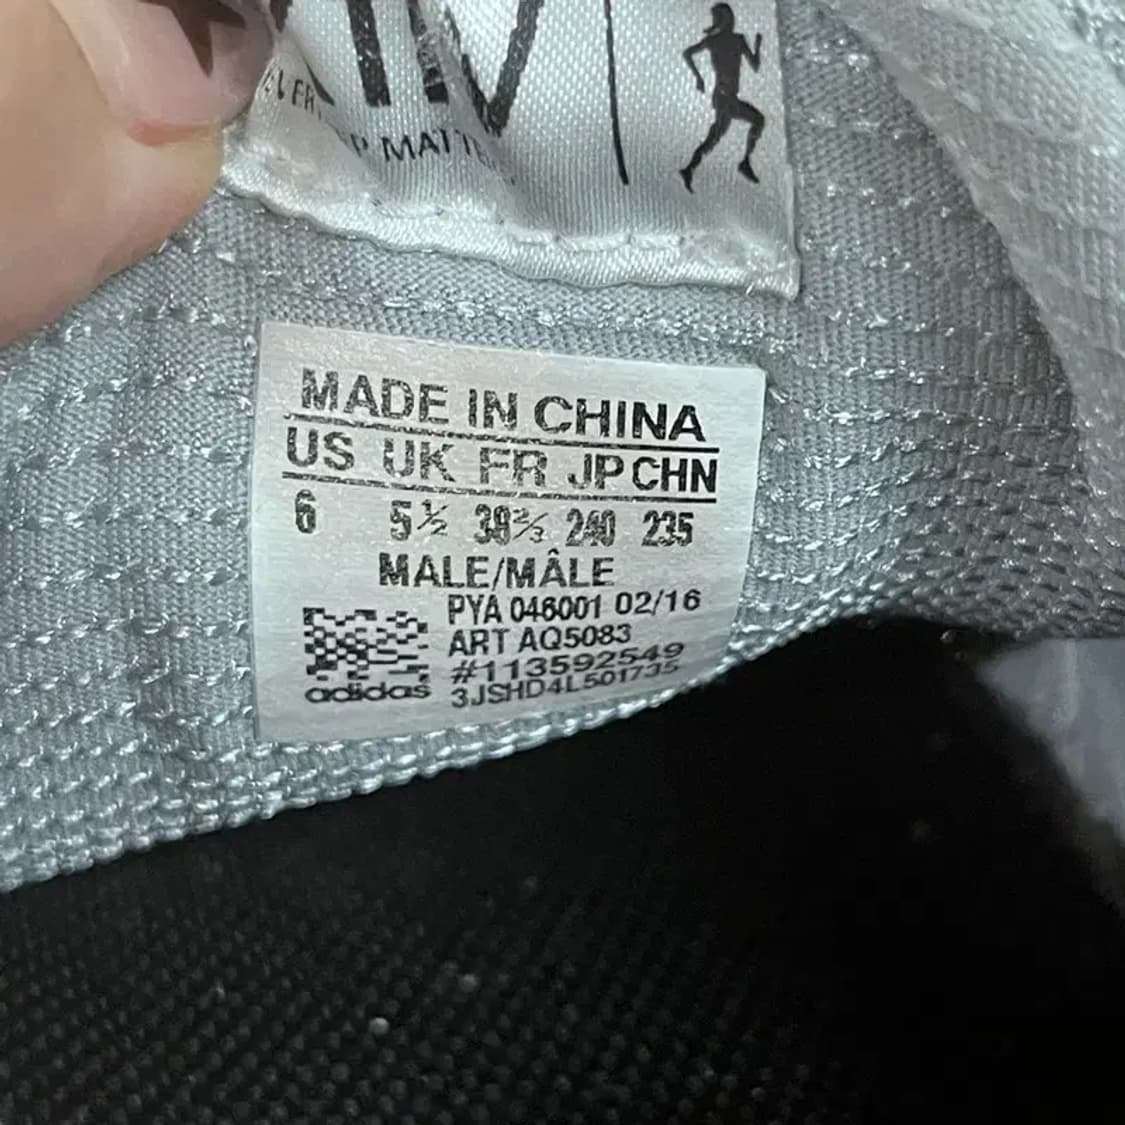 MATTE
MADE IN CHINA
US UK FR JP CHN
6 5½ 38⅔ 240 235
MALE/MÂLE
PYA 046001 02/16
ART AQ5083
#113592549
3JSHD4L501735
adidas